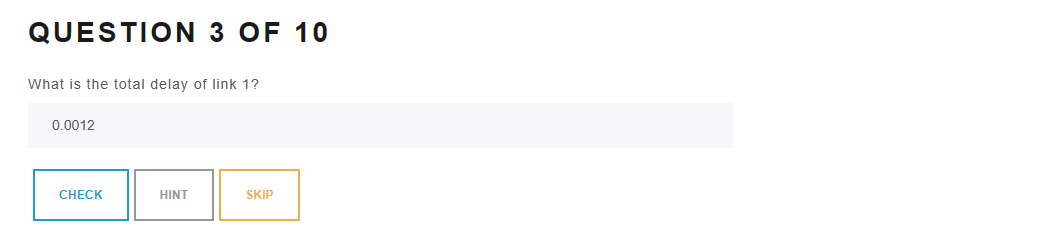 QUESTION 3 OF 10
What is the total delay of link 1?
0.0012
CHECK HINT SKIP